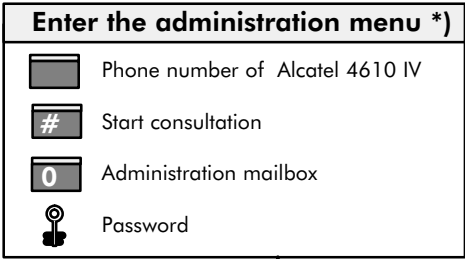 Enter the administration menu *)
Phone number of Alcatel 4610 IV
# Start consultation
0 Administration mailbox
Password